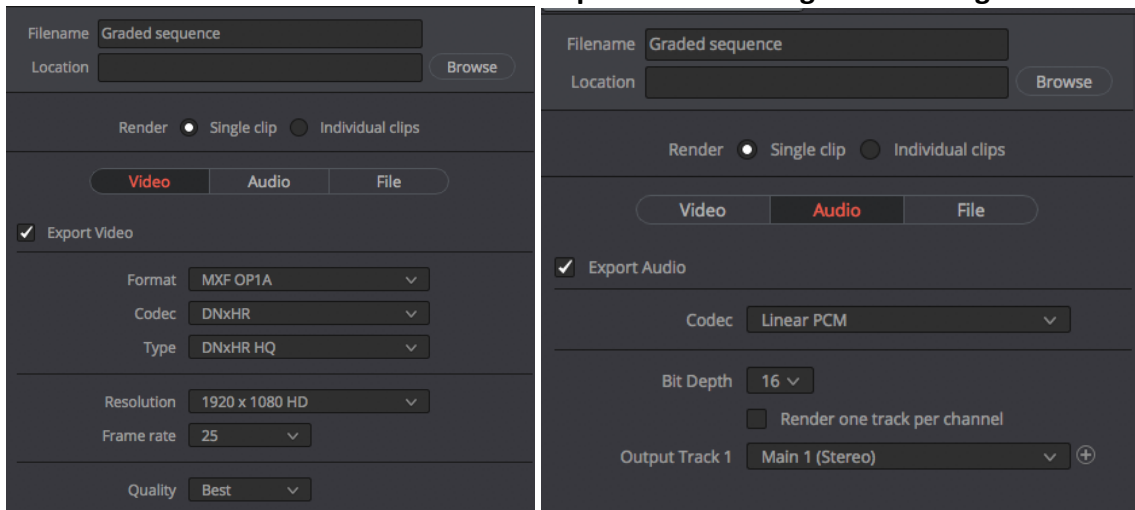 Filename Graded sequence
Location Browse
Render Single clip Individual clips
Video Audio File
Export Video
Format MXF OP1A
Codec DNxHR
Type DNxHR HQ
Resolution 1920 x 1080 HD
Frame rate 25
Quality Best
Filename Graded sequence
Location Browse
Render Single clip Individual clips
Video Audio File
Export Audio
Codec Linear PCM
Bit Depth 16
Render one track per channel
Output Track 1 Main 1 (Stereo)